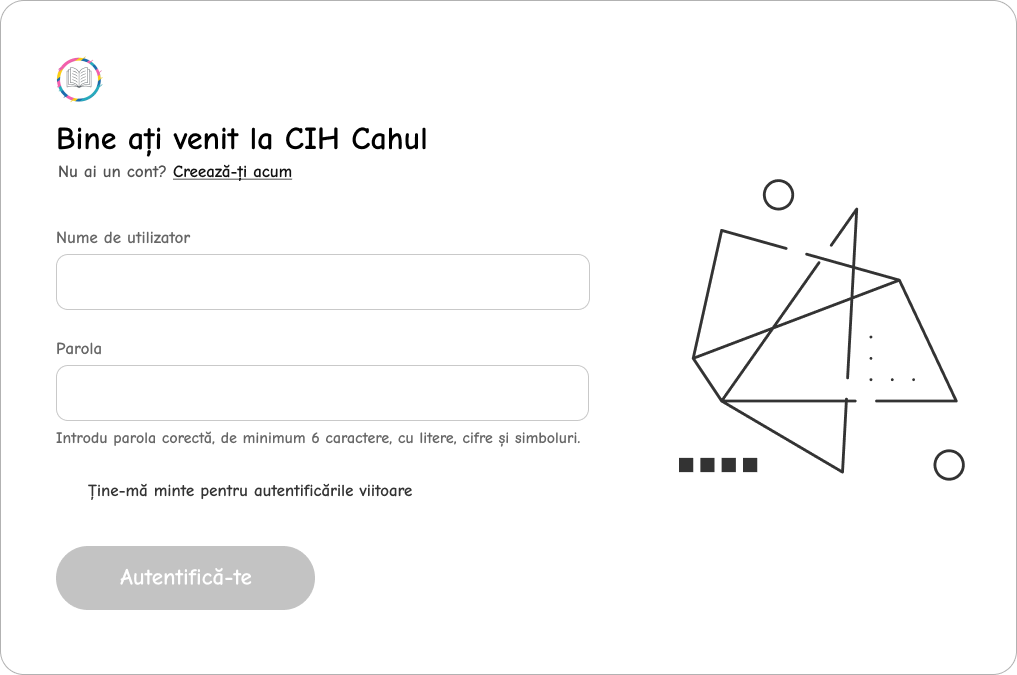 Bine ați venit la CIH Cahul
Nu ai un cont? Creează-ți acum
Nume de utilizator
Parola
Introdu parola corectă, de minimum 6 caractere, cu litere, cifre și simboluri.
Ține-mă minte pentru autentificările viitoare
Autentifică-te